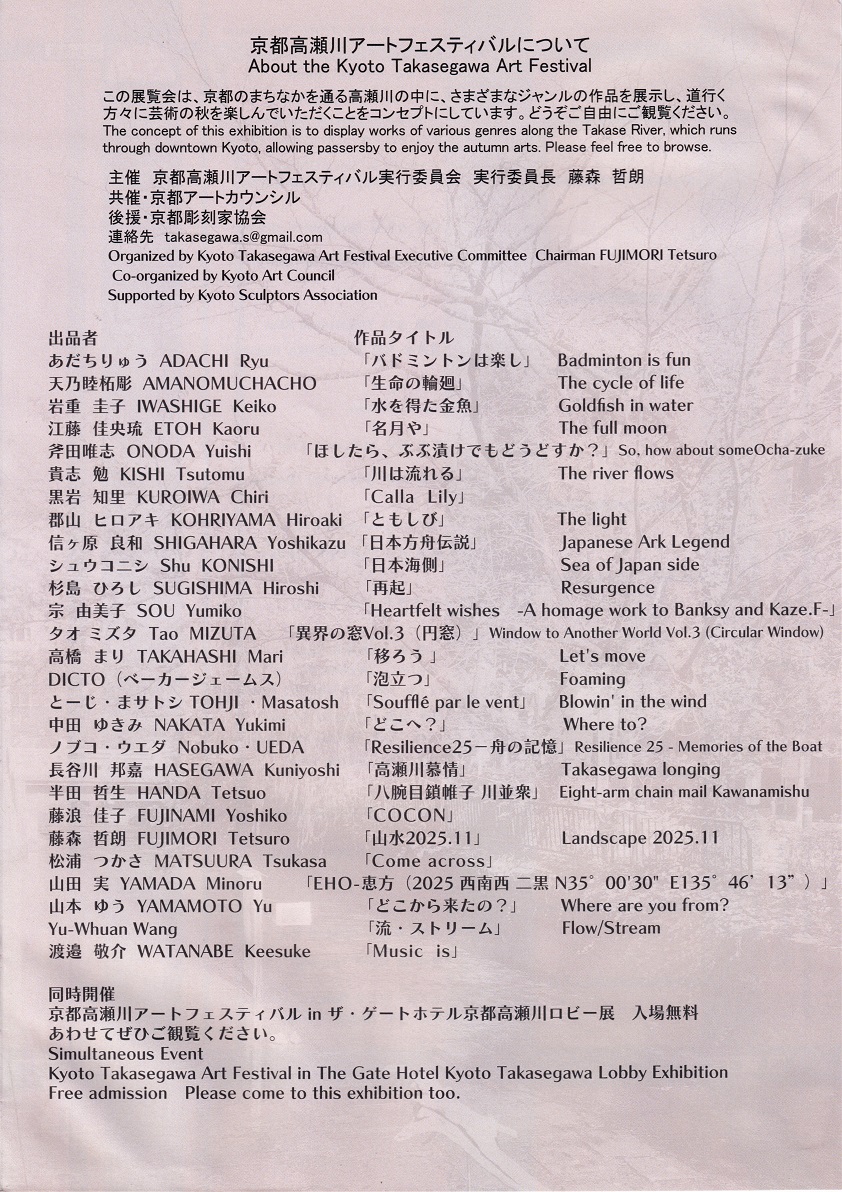 京都高瀬川アートフェスティバルについて
About the Kyoto Takasegawa Art Festival
この展覧会は、京都のまちなかを通る高瀬川の中に、さまざまなジャンルの作品を展示し、道行く
方々に芸術の秋を楽しんでいただくことをコンセプトにしています。どうぞご自由にご観覧ください。
The concept of this exhibition is to display works of various genres along the Takase River, which runs
through downtown Kyoto, allowing passersby to enjoy the autumn arts. Please feel free to browse.
主催 京都高瀬川アートフェスティバル実行委員会 実行委員長 藤森 哲朗
共催・京都アートカウンシル
後援・京都彫刻家協会
連絡先 takasegawa.s@gmail.com
Organized by Kyoto Takasegawa Art Festival Executive Committee Chairman FUJIMORI Tetsuro
Co-organized by Kyoto Art Council
Supported by Kyoto Sculptors Association
出品者 作品タイトル
あだちりゅう ADACHI Ryu 「バドミントンは楽し」 Badminton is fun
天乃睦柘彫 AMANOMUCHACHO 「生命の輪廻」 The cycle of life
岩重 圭子 IWASHIGE Keiko 「水を得た金魚」 Goldfish in water
江藤 佳央琉 ETOH Kaoru 「名月や」 The full moon
斧田唯志 ONODA Yuishi 「ほしたら、ぶぶ漬けでもどうどすか？」 So, how about someOcha-zuke
貴志 勉 KISHI Tsutomu 「川は流れる」 The river flows
黒岩 知里 KUROIWA Chiri 「Calla Lily」
郡山 ヒロアキ KOHRIYAMA Hiroaki 「ともしび」 The light
信ヶ原 良和 SHIGAHARA Yoshikazu 「日本方舟伝説」 Japanese Ark Legend
シュウコニシ Shu KONISHI 「日本海側」 Sea of Japan side
杉島 ひろし SUGISHIMA Hiroshi 「再起」 Resurgence
宗 由美子 SOU Yumiko 「Heartfelt wishes -A homage work to Banksy and Kaze.F-」
タオ ミズタ Tao MIZUTA 「異界の窓Vol.3（円窓）」 Window to Another World Vol.3 (Circular Window)
高橋 まり TAKAHASHI Mari 「移ろう 」 Let's move
DICTO（ベーカージェームス） 「泡立つ」 Foaming
とーじ・まサトシ TOHJI ・Masatosh 「Soufflé par le vent」 Blowin' in the wind
中田 ゆきみ NAKATA Yukimi 「どこへ？」 Where to?
ノブコ・ウエダ Nobuko・UEDA 「Resilience25－舟の記憶」 Resilience 25 - Memories of the Boat
長谷川 邦嘉 HASEGAWA Kuniyoshi 「高瀬川慕情」 Takasegawa longing
半田 哲生 HANDA Tetsuo 「八腕目鎖帷子 川並衆」 Eight-arm chain mail Kawanamishu
藤浪 佳子 FUJINAMI Yoshiko 「COCON」
藤森 哲朗 FUJIMORI Tetsuro 「山水2025.11」 Landscape 2025.11
松浦 つかさ MATSUURA Tsukasa 「Come across」
山田 実 YAMADA Minoru 「EHO-恵方（2025 西南西 二黒 N35゜00'30" E135゜46’13”）」
山本 ゆう YAMAMOTO Yu 「どこから来たの？」 Where are you from?
Yu-Whuan Wang 「流・ストリーム」 Flow/Stream
渡邉 敬介 WATANABE Keesuke 「Music is」
同時開催
京都高瀬川アートフェスティバル in ザ・ゲートホテル京都高瀬川ロビー展 入場無料
あわせてぜひご観覧ください。
Simultaneous Event
Kyoto Takasegawa Art Festival in The Gate Hotel Kyoto Takasegawa Lobby Exhibition
Free admission Please come to this exhibition too.